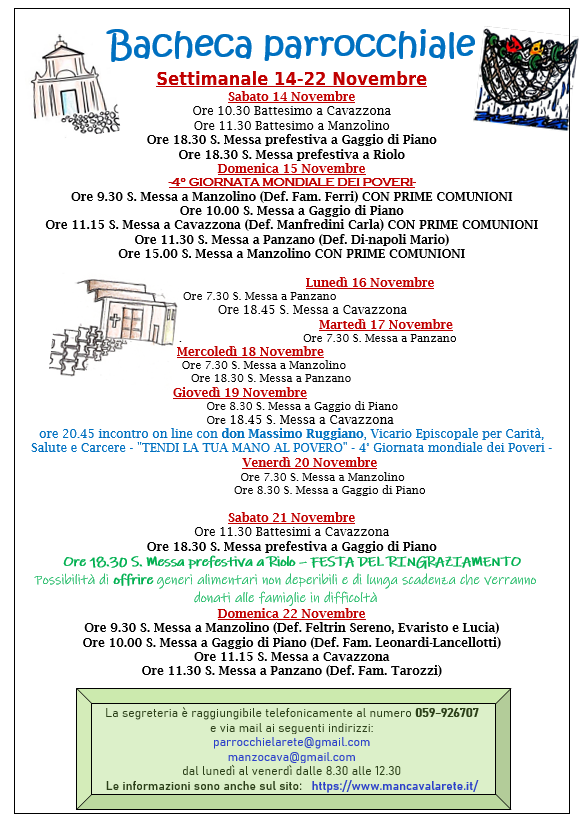 Bacheca parrocchiale
Settimanale 14-22 Novembre
Sabato 14 Novembre
Ore 10.30 Battesimo a Cavazzona
Ore 11.30 Battesimo a Manzolino
Ore 18.30 S. Messa prefestiva a Gaggio di Piano
Ore 18.30 S. Messa prefestiva a Riolo
Domenica 15 Novembre
-4° GIORNATA MONDIALE DEI POVERI-
Ore 9.30 S. Messa a Manzolino (Def. Fam. Ferri) CON PRIME COMUNIONI
Ore 10.00 S. Messa a Gaggio di Piano
Ore 11.15 S. Messa a Cavazzona (Def. Manfredini Carla) CON PRIME COMUNIONI
Ore 11.30 S. Messa a Panzano (Def. Di-napoli Mario)
Ore 15.00 S. Messa a Manzolino CON PRIME COMUNIONI
Lunedì 16 Novembre
Ore 7.30 S. Messa a Panzano
Ore 18.45 S. Messa a Cavazzona
Martedì 17 Novembre
. Ore 7.30 S. Messa a Panzano
Mercoledì 18 Novembre
Ore 7.30 S. Messa a Manzolino
Ore 18.30 S. Messa a Panzano
Giovedì 19 Novembre
Ore 8.30 S. Messa a Gaggio di Piano
Ore 18.45 S. Messa a Cavazzona
ore 20.45 incontro on line con don Massimo Ruggiano, Vicario Episcopale per Carità,
Salute e Carcere - "TENDI LA TUA MANO AL POVERO" - 4° Giornata mondiale dei Poveri -
Venerdì 20 Novembre
Ore 7.30 S. Messa a Manzolino
Ore 8.30 S. Messa a Gaggio di Piano
Sabato 21 Novembre
Ore 11.30 Battesimi a Cavazzona
Ore 18.30 S. Messa prefestiva a Gaggio di Piano
Ore 18.30 S. Messa prefestiva a Riolo – FESTA DEL RINGRAZIAMENTO
Possibilità di offrire generi alimentari non deperibili e di lunga scadenza che verranno
donati alle famiglie in difficoltà
Domenica 22 Novembre
Ore 9.30 S. Messa a Manzolino (Def. Feltrin Sereno, Evaristo e Lucia)
Ore 10.00 S. Messa a Gaggio di Piano (Def. Fam. Leonardi-Lancellotti)
Ore 11.15 S. Messa a Cavazzona
Ore 11.30 S. Messa a Panzano (Def. Fam. Tarozzi)
La segreteria è raggiungibile telefonicamente al numero 059-926707
e via mail ai seguenti indirizzi:
parrocchielarete@gmail.com
manzocava@gmail.com
dal lunedì al venerdì dalle 8.30 alle 12.30
Le informazioni sono anche sul sito: https://www.mancavalarete.it/